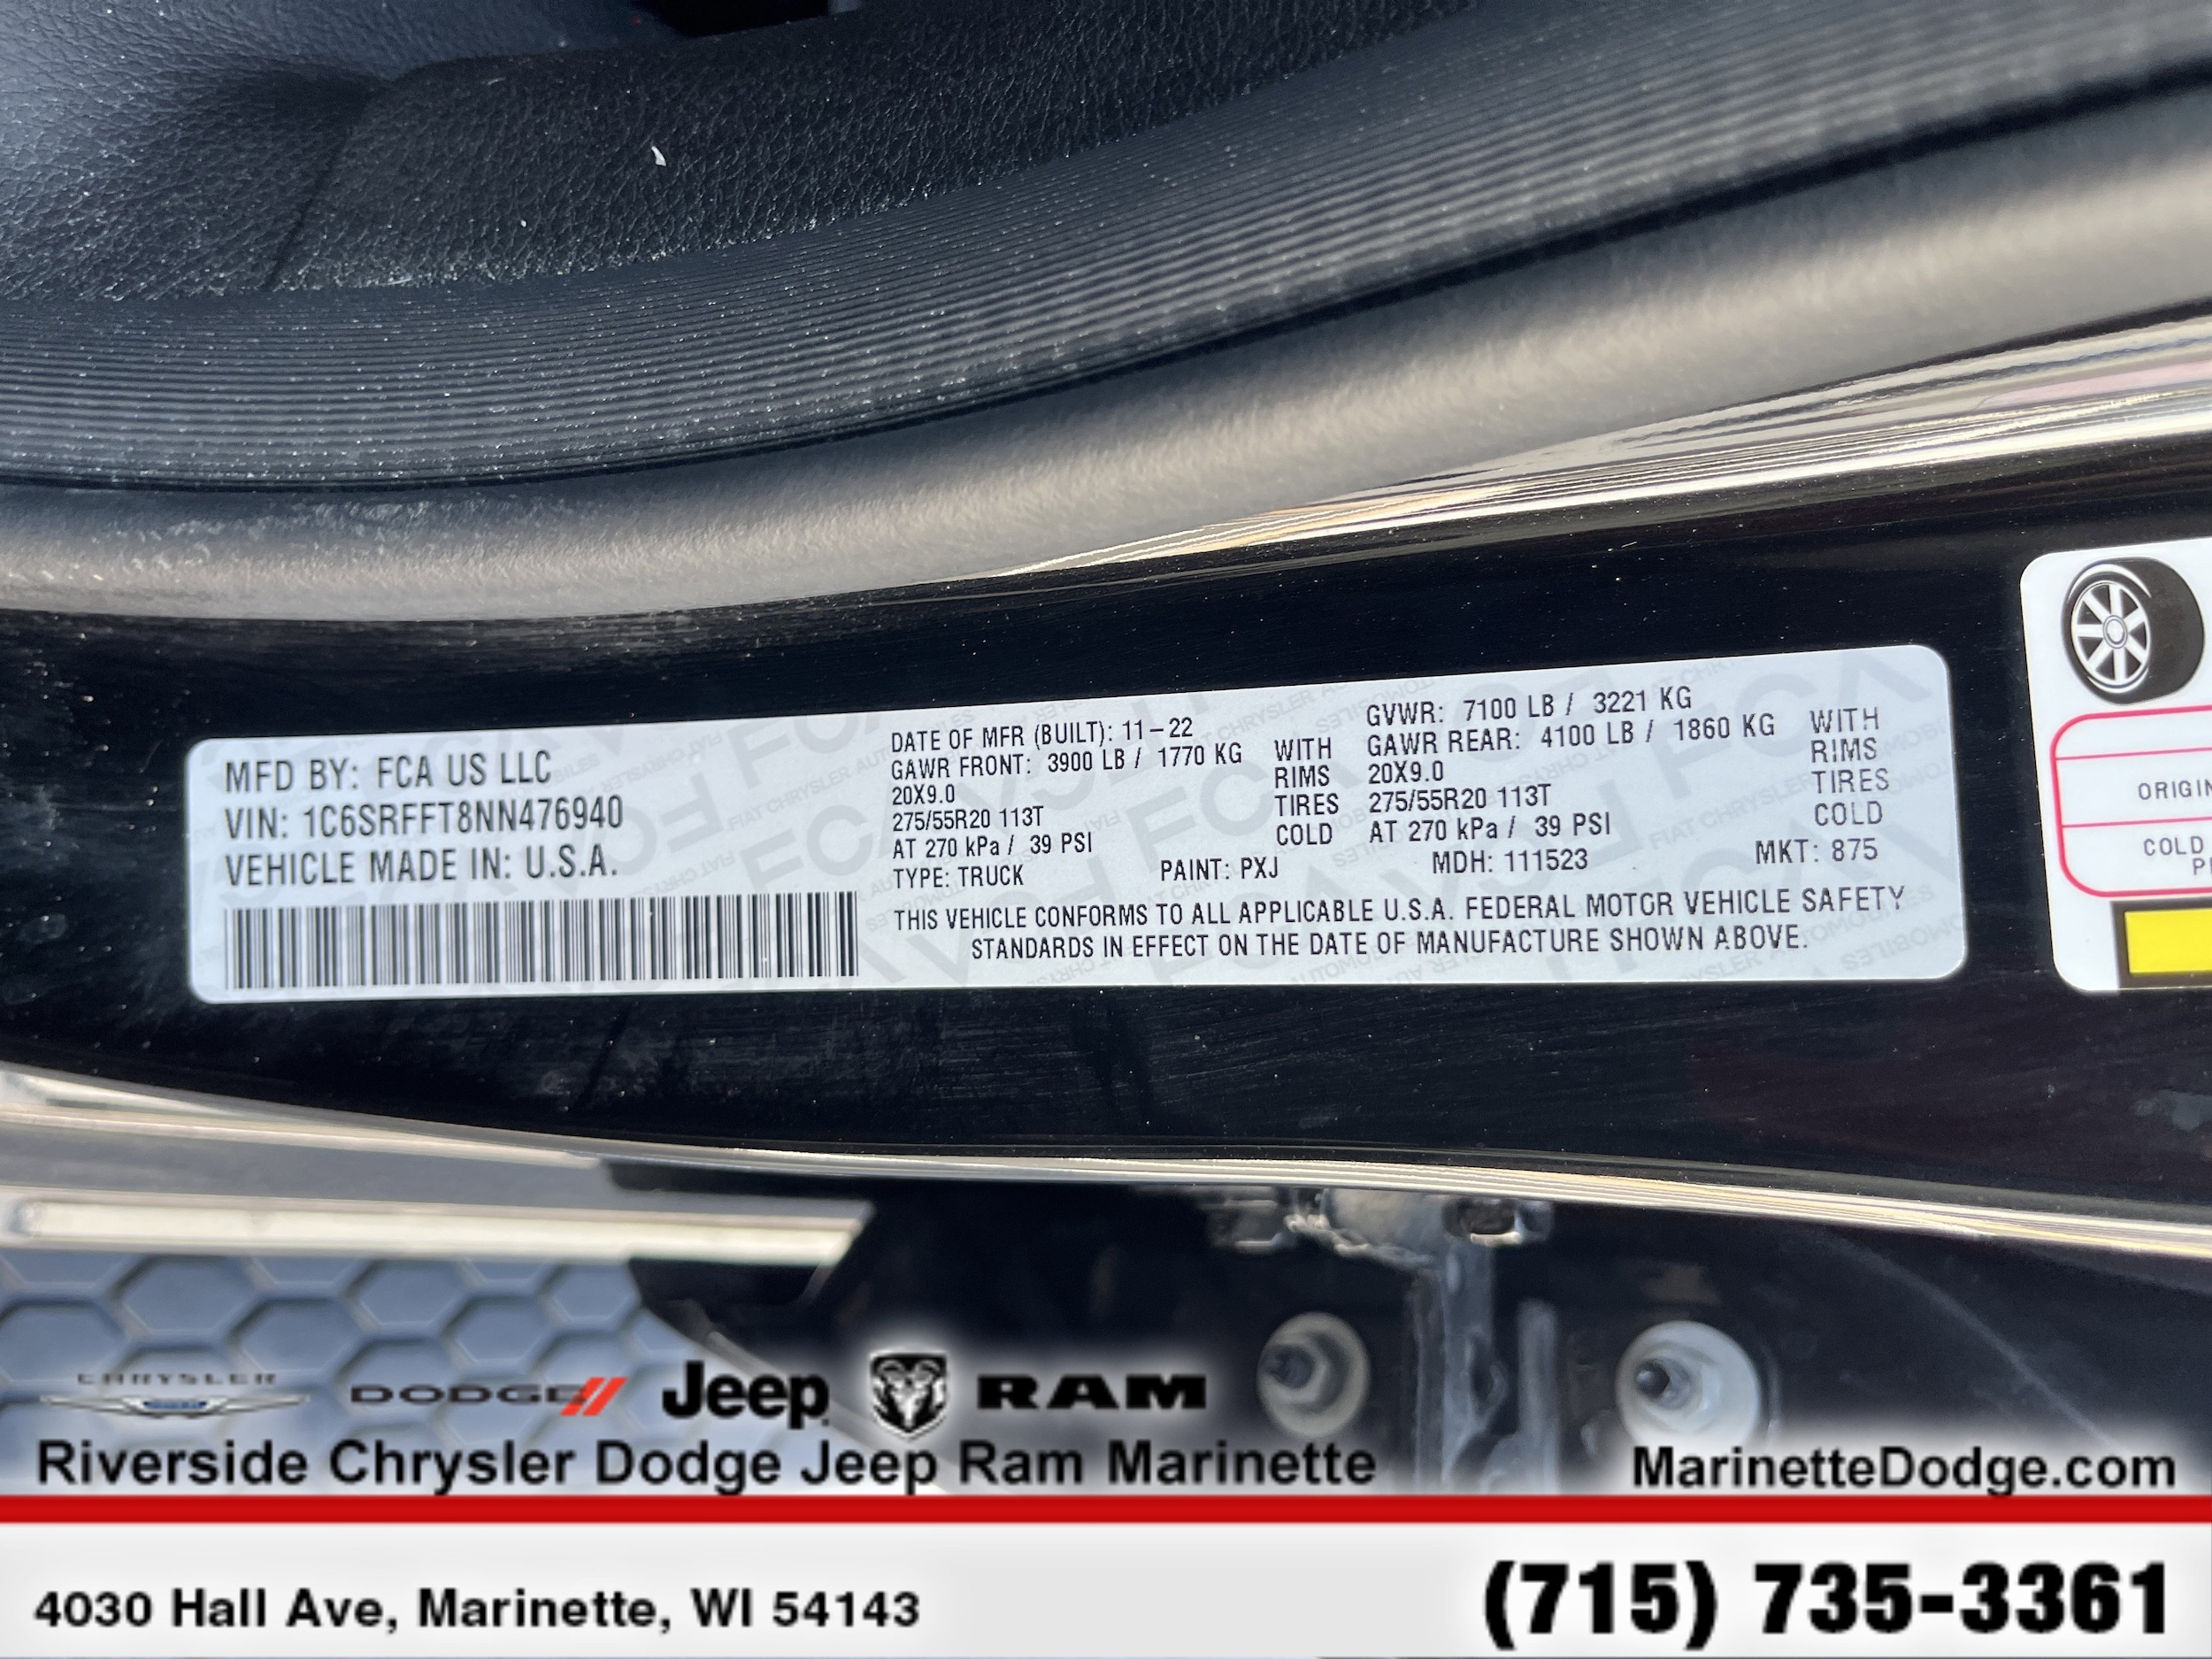 MFD BY: FCA US LLC
VIN: 1C6SRFFT8NN476940
VEHICLE MADE IN: U.S.A.
DATE OF MFR (BUILT): 11-22
GAWR FRONT: 3900 LB / 1770 KG WITH
20X9.0 RIMS
275/55R20 113T TIRES
AT 270 kPa / 39 PSI COLD
GVWR: 7100 LB / 3221 KG
GAWR REAR: 4100 LB / 1860 KG WITH
20X9.0 RIMS
275/55R20 113T TIRES
AT 270 kPa / 39 PSI COLD
TYPE: TRUCK PAINT: PXJ MDH: 111523 MKT: 875
THIS VEHICLE CONFORMS TO ALL APPLICABLE U.S.A. FEDERAL MOTOR VEHICLE SAFETY
STANDARDS IN EFFECT ON THE DATE OF MANUFACTURE SHOWN ABOVE.
COLD
CHRYSLER DODGE Jeep RAM
Riverside Chrysler Dodge Jeep Ram Marinette
MarinetteDodge.com
4030 Hall Ave, Marinette, WI 54143
(715) 735-3361